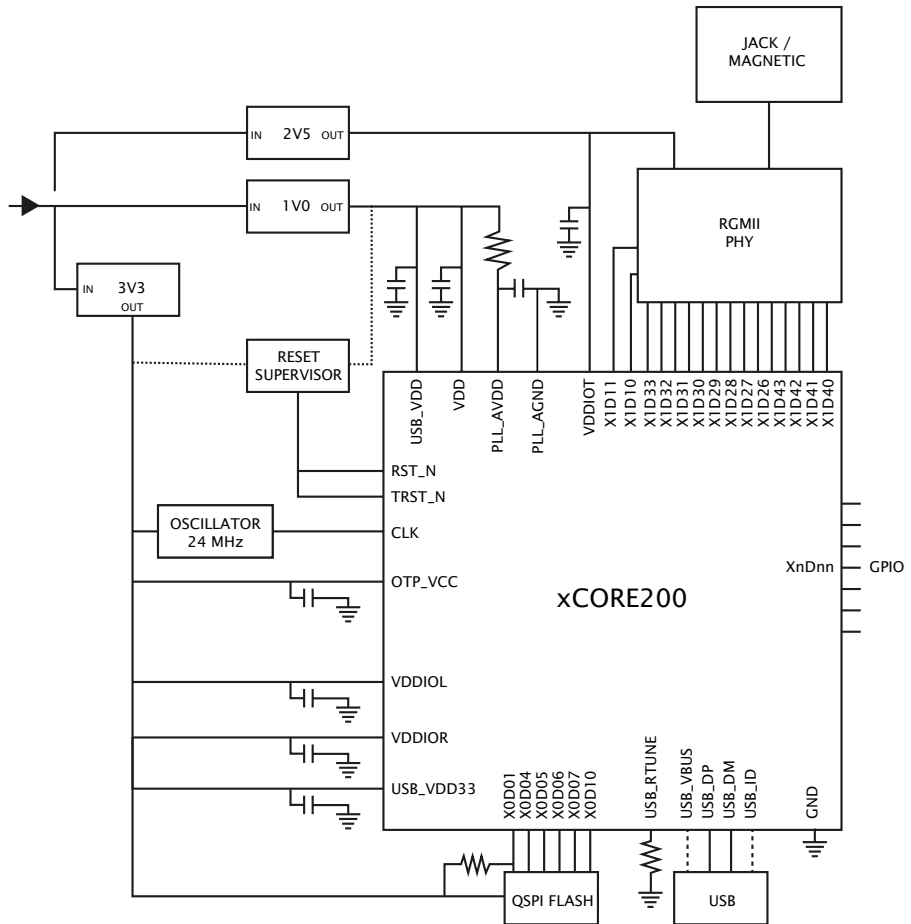 JACK /
MAGNETIC
IN 2V5 OUT
IN 1V0 OUT
RGMII
PHY
IN 3V3
OUT
RESET
SUPERVISOR
USB_VDD
VDD
PLL_AVDD
PLL_AGND
VDDIOT
X1D11
X1D10
X1D33
X1D32
X1D31
X1D30
X1D29
X1D28
X1D27
X1D26
X1D43
X1D42
X1D41
X1D40
RST_N
TRST_N
OSCILLATOR
24 MHz
CLK
XnDnn GPIO
OTP_VCC
xCORE200
VDDIOL
VDDIOR
USB_VDD33
X0D01
X0D04
X0D05
X0D06
X0D07
X0D10
USB_RTUNE
USB_VBUS
USB_DP
USB_DM
USB_ID
GND
QSPI FLASH
USB